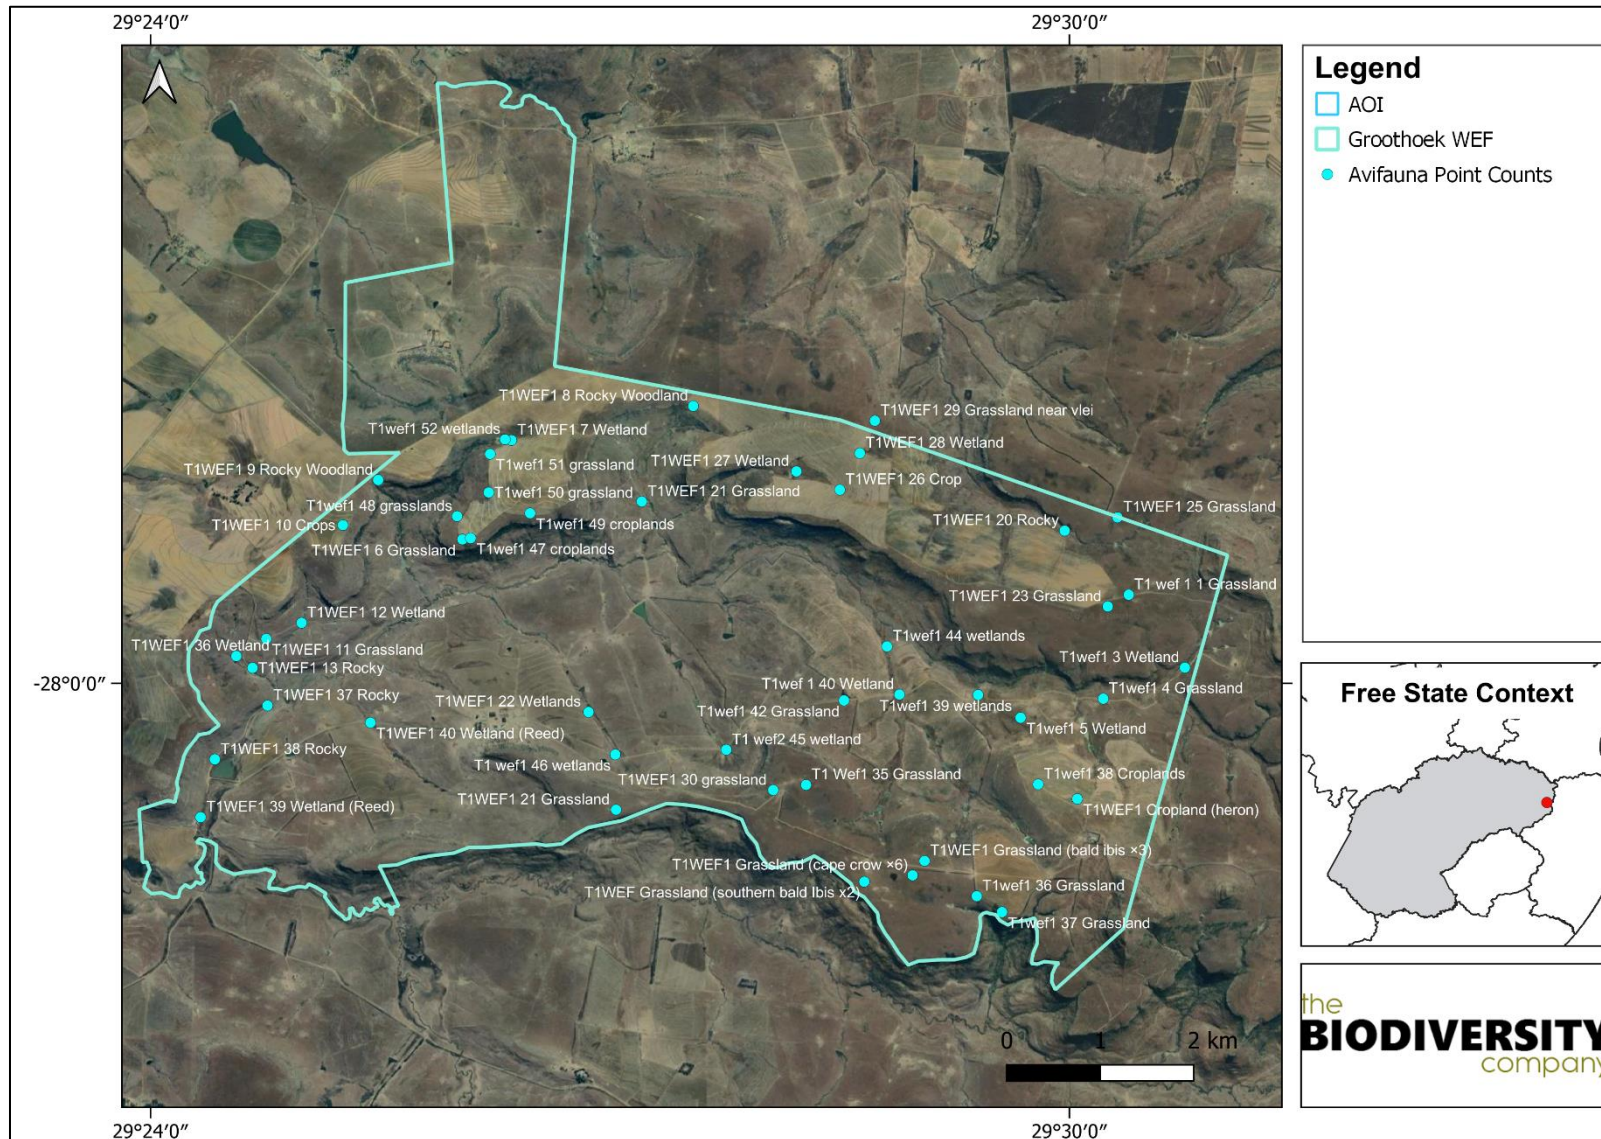 29°24′0″
29°30′0″
T1WEF1 8 Rocky Woodland
T1WEF1 29 Grassland near vlei
T1wef1 52 wetlands
T1WEF1 7 Wetland
T1WEF1 28 Wetland
T1wef1 51 grassland
T1WEF1 27 Wetland
T1WEF1 9 Rocky Woodland
T1WEF1 26 Crop
T1wef1 50 grassland
T1WEF1 21 Grassland
T1wef1 48 grasslands
T1WEF1 25 Grassland
T1WEF1 10 Crops
T1wef1 49 croplands
T1WEF1 20 Rocky
T1WEF1 6 Grassland
T1wef1 47 croplands
T1 wef 1 1 Grassland
T1WEF1 23 Grassland
T1WEF1 12 Wetland
T1WEF1 36 Wetland
T1WEF1 11 Grassland
T1wef1 44 wetlands
T1WEF1 13 Rocky
T1wef1 3 Wetland
-28°0′0″
T1wef 1 40 Wetland
T1wef1 4 Grassland
T1WEF1 37 Rocky
T1WEF1 22 Wetlands
T1wef1 42 Grassland
T1wef1 39 wetlands
T1wef1 5 Wetland
T1WEF1 40 Wetland (Reed)
T1 wef2 45 wetland
T1WEF1 38 Rocky
T1 wef1 46 wetlands
T1WEF1 30 grassland
T1 Wef1 35 Grassland
T1wef1 38 Croplands
T1WEF1 39 Wetland (Reed)
T1WEF1 21 Grassland
T1WEF1 Cropland (heron)
T1WEF1 Grassland (bald ibis ×3)
T1WEF1 Grassland (cape crow ×6)
T1WEF Grassland (southern bald Ibis x2)
T1wef1 36 Grassland
T1wef1 37 Grassland
0 1 2 km
29°24′0″
29°30′0″
Legend
AOI
Groothoek WEF
Avifauna Point Counts
Free State Context
the
BIODIVERSITY
company